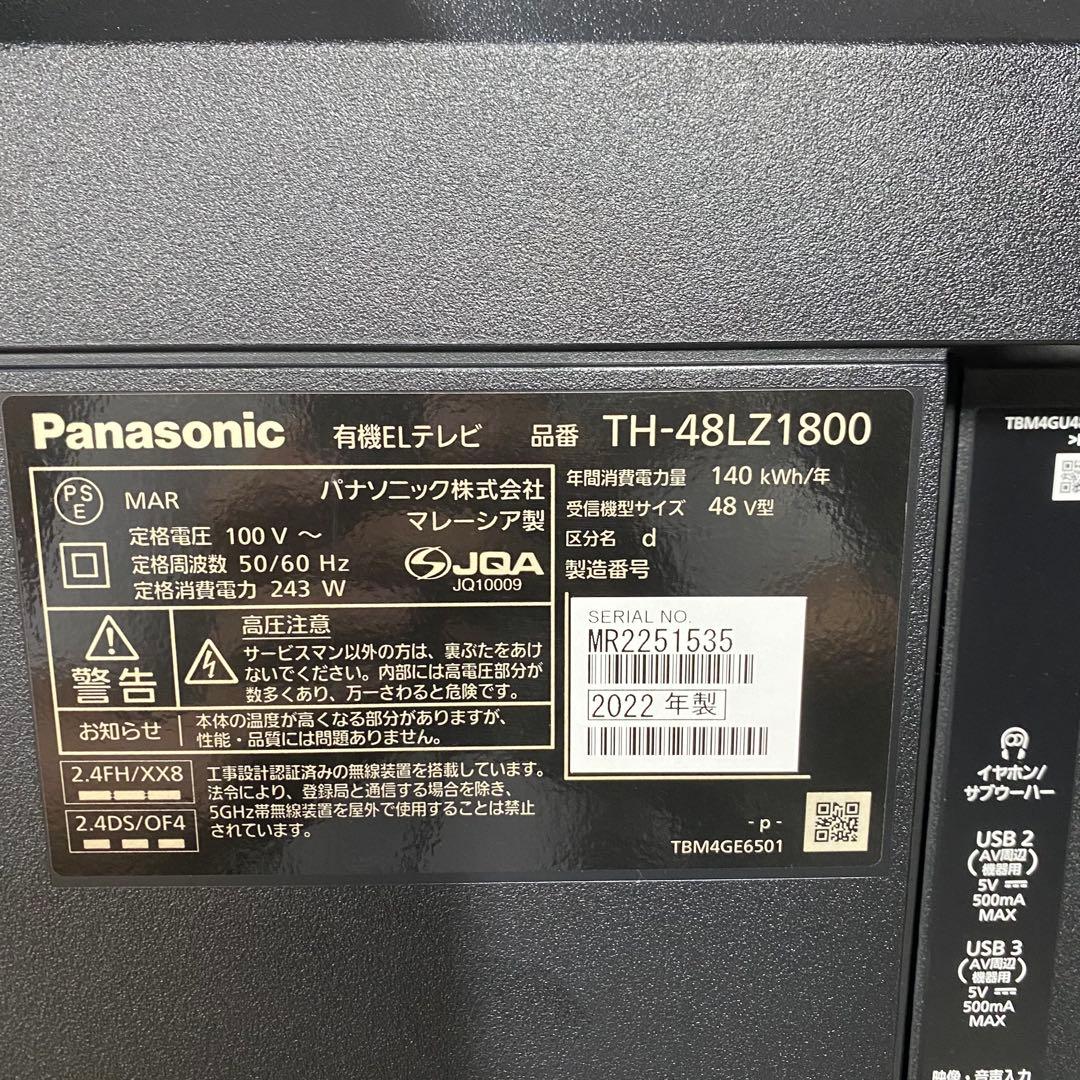 Panasonic 有機ELテレビ 品番 TH-48LZ1800
PSE MAR
パナソニック株式会社
マレーシア製
定格電圧 100 V ～
定格周波数 50/60 Hz
定格消費電力 243 W
JQA
JQ10009
警告
高圧注意
サービスマン以外の方は、裏ぶたをあけ
ないでください。内部には高電圧部分が
数多くあり、万一さわると危険です。
お知らせ
本体の温度が高くなる部分がありますが、
性能・品質には問題ありません。
2.4FH/XX8
2.4DS/OF4
工事設計認証済みの無線装置を搭載しています。
法令により、登録局と通信する場合を除き、
5GHz帯無線装置を屋外で使用することは禁止
されています。
年間消費電力量 140 kWh/年
受信機型サイズ 48 V型
区分名 d
製造番号
SERIAL NO.
MR2251535
2022 年製
- p -
TBM4GE6501
TBM4GU4
イヤホン/
サブウーハー
USB 2
(AV周辺
機器用)
5V ⎓
500mA
MAX
USB 3
(AV周辺
機器用)
5V ⎓
500mA
MAX
映像・音声入力